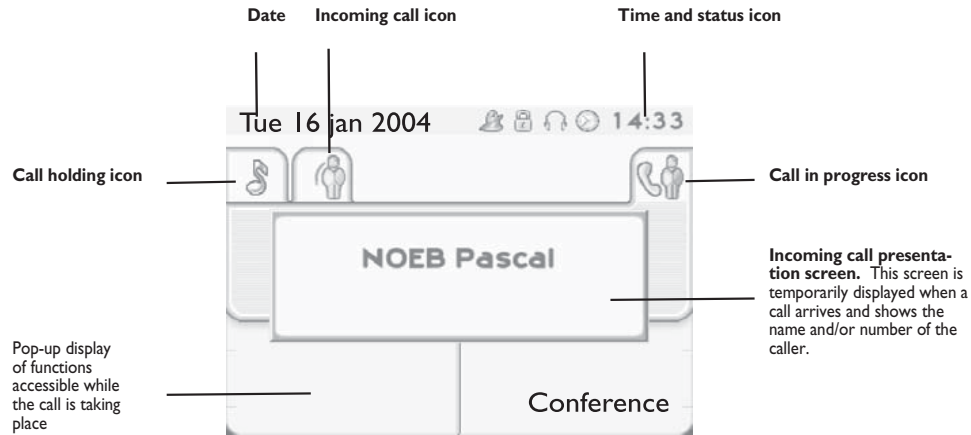 Date
Incoming call icon
Time and status icon
Tue 16 jan 2004
14:33
Call holding icon
Call in progress icon
NOEB Pascal
Incoming call presenta-
tion screen. This screen is
temporarily displayed when a
call arrives and shows the
name and/or number of the
caller.
Pop-up display
of functions
accessible while
the call is taking
place
Conference